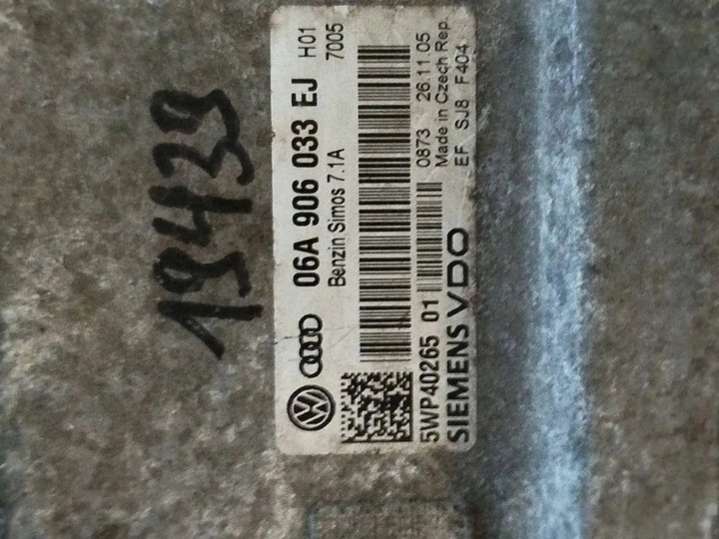 19439
06A 906 033 EJ H01
Benzin Simos 7.1A 7005
5WP40265 01 0873 26.11.05
Made in Czech Rep.
SIEMENS VDO EF SJ8 F404